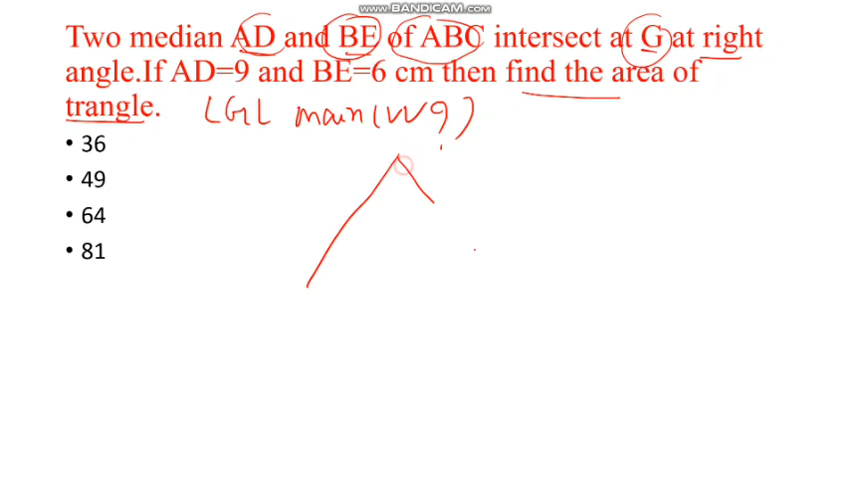 WWW.BANDICAM.COM
Two median AD and BE of ABC intersect at G at right
angle.If AD=9 and BE=6 cm then find the area of
trangle.
main
• 36
• 49
• 64
• 81